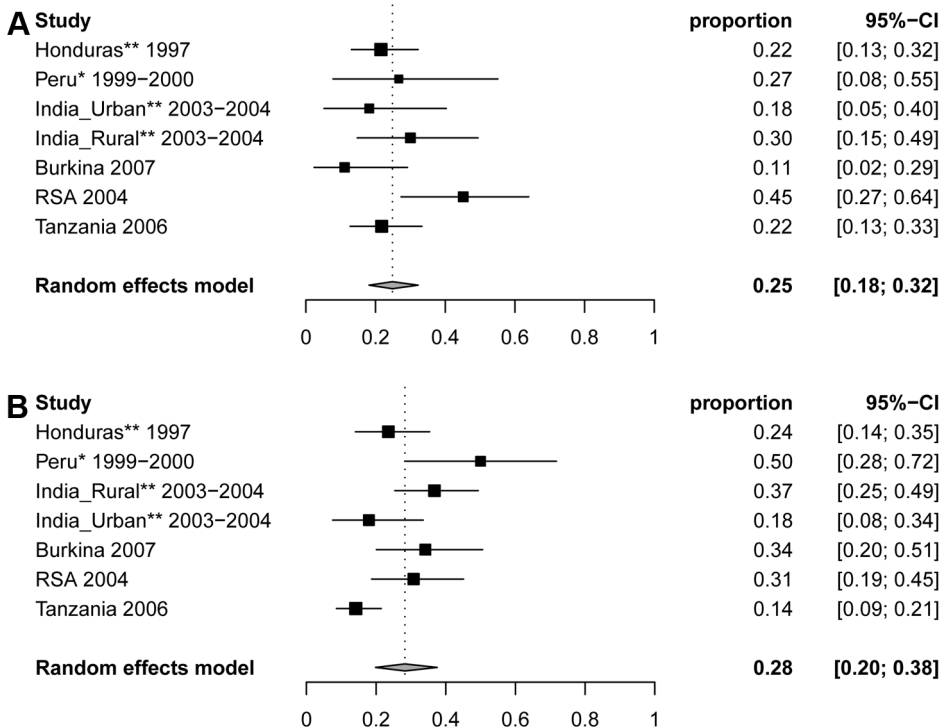 A Study proportion 95%−CI
Honduras** 1997 0.22 [0.13; 0.32]
Peru* 1999−2000 0.27 [0.08; 0.55]
India_Urban** 2003−2004 0.18 [0.05; 0.40]
India_Rural** 2003−2004 0.30 [0.15; 0.49]
Burkina 2007 0.11 [0.02; 0.29]
RSA 2004 0.45 [0.27; 0.64]
Tanzania 2006 0.22 [0.13; 0.33]
Random effects model 0.25 [0.18; 0.32]
0 0.2 0.4 0.6 0.8 1
B Study proportion 95%−CI
Honduras** 1997 0.24 [0.14; 0.35]
Peru* 1999−2000 0.50 [0.28; 0.72]
India_Rural** 2003−2004 0.37 [0.25; 0.49]
India_Urban** 2003−2004 0.18 [0.08; 0.34]
Burkina 2007 0.34 [0.20; 0.51]
RSA 2004 0.31 [0.19; 0.45]
Tanzania 2006 0.14 [0.09; 0.21]
Random effects model 0.28 [0.20; 0.38]
0 0.2 0.4 0.6 0.8 1